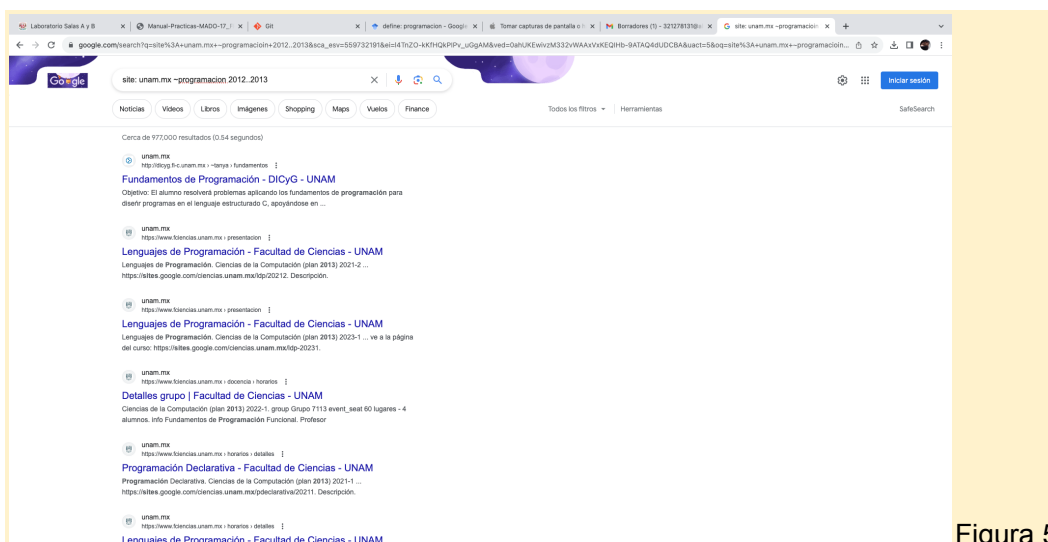 Laboratorio Salas A y B
Manual-Practicas-MADO-17_F
Git
define: programacion - Google
Tomar capturas de pantalla o
Borradores (1) - 321278131@
site: unam.mx ~programacioin
google.com/search?q=site%3A+unam.mx+~programacioin+2012..2013&sca_esv=559732191&ei=I4TnZO-kKfHQkPIPv_uGgAM&ved=0ahUKEwivzM332vWAAxVxKEQIHb-9ATAQ4dUDCBA&uact=5&oq=site%3A+unam.mx+~programacioin...
Google
site: unam.mx ~programacion 2012..2013
Iniciar sesión
Noticias
Videos
Libros
Imágenes
Shopping
Maps
Vuelos
Finance
Todos los filtros
Herramientas
SafeSearch
Cerca de 977,000 resultados (0.54 segundos)
unam.mx
http://dicyg.fi-c.unam.mx › ~tanya › fundamentos
Fundamentos de Programación - DICyG - UNAM
Objetivo: El alumno resolverá problemas aplicando los fundamentos de programación para
diseñr programas en el lenguaje estructurado C, apoyándose en ...
unam.mx
https://www.fciencias.unam.mx › presentacion
Lenguajes de Programación - Facultad de Ciencias - UNAM
Lenguajes de Programación. Ciencias de la Computación (plan 2013) 2021-2 ...
https://sites.google.com/ciencias.unam.mx/ldp/20212. Descripción.
unam.mx
https://www.fciencias.unam.mx › presentacion
Lenguajes de Programación - Facultad de Ciencias - UNAM
Lenguajes de Programación. Ciencias de la Computación (plan 2013) 2023-1 ... ve a la página
del curso: https://sites.google.com/ciencias.unam.mx/ldp-20231.
unam.mx
https://www.fciencias.unam.mx › docencia › horarios
Detalles grupo | Facultad de Ciencias - UNAM
Ciencias de la Computación (plan 2013) 2022-1. group Grupo 7113 event_seat 60 lugares - 4
alumnos. info Fundamentos de Programación Funcional. Profesor
unam.mx
https://www.fciencias.unam.mx › horarios › detalles
Programación Declarativa - Facultad de Ciencias - UNAM
Programación Declarativa. Ciencias de la Computación (plan 2013) 2021-1 ...
https://sites.google.com/ciencias.unam.mx/pdeclarativa/20211. Descripción.
unam.mx
https://www.fciencias.unam.mx › horarios › detalles
Lenguajes de Programación - Facultad de Ciencias - UNAM
Figura 5